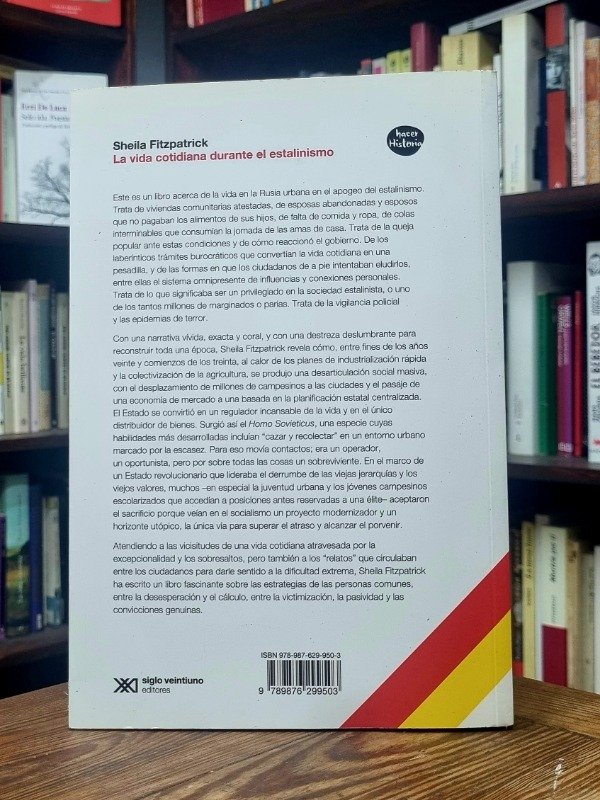 Sheila Fitzpatrick
La vida cotidiana durante el estalinismo
hacer
Historia
Este es un libro acerca de la vida en la Rusia urbana en el apogeo del estalinismo.
Trata de viviendas comunitarias atestadas, de esposas abandonadas y esposos
que no pagaban los alimentos de sus hijos, de falta de comida y ropa, de colas
interminables que consumían la jornada de las amas de casa. Trata de la queja
popular ante estas condiciones y de cómo reaccionó el gobierno. De los
laberínticos trámites burocráticos que convertían la vida cotidiana en una
pesadilla, y de las formas en que los ciudadanos de a pie intentaban eludirlos,
entre ellas el sistema omnipresente de influencias y conexiones personales.
Trata de lo que significaba ser un privilegiado en la sociedad estalinista, o uno
de los tantos millones de marginados o parias. Trata de la vigilancia policial
y las epidemias de terror.
Con una narrativa vívida, exacta y coral, y con una destreza deslumbrante para
reconstruir toda una época, Sheila Fitzpatrick revela cómo, entre fines de los años
veinte y comienzos de los treinta, al calor de los planes de industrialización rápida
y la colectivización de la agricultura, se produjo una desarticulación social masiva,
con el desplazamiento de millones de campesinos a las ciudades y el pasaje de
una economía de mercado a una basada en la planificación estatal centralizada.
El Estado se convirtió en un regulador incansable de la vida y en el único
distribuidor de bienes. Surgió así el Homo Sovieticus, una especie cuyas
habilidades más desarrolladas incluían "cazar y recolectar" en un entorno urbano
marcado por la escasez. Para eso movía contactos; era un operador,
un oportunista, pero por sobre todas las cosas un sobreviviente. En el marco de
un Estado revolucionario que lideraba el derrumbe de las viejas jerarquías y los
viejos valores, muchos –en especial la juventud urbana y los jóvenes campesinos
escolarizados que accedían a posiciones antes reservadas a una élite– aceptaron
el sacrificio porque veían en el socialismo un proyecto modernizador y un
horizonte utópico, la única vía para superar el atraso y alcanzar el porvenir.
Atendiendo a las vicisitudes de una vida cotidiana atravesada por la
excepcionalidad y los sobresaltos, pero también a los "relatos" que circulaban
entre los ciudadanos para darle sentido a la dificultad extrema, Sheila Fitzpatrick
ha escrito un libro fascinante sobre las estrategias de las personas comunes,
entre la desesperación y el cálculo, entre la victimización, la pasividad y las
convicciones genuinas.
siglo veintiuno
editores
ISBN 978-987-629-950-3
9 789876 299503